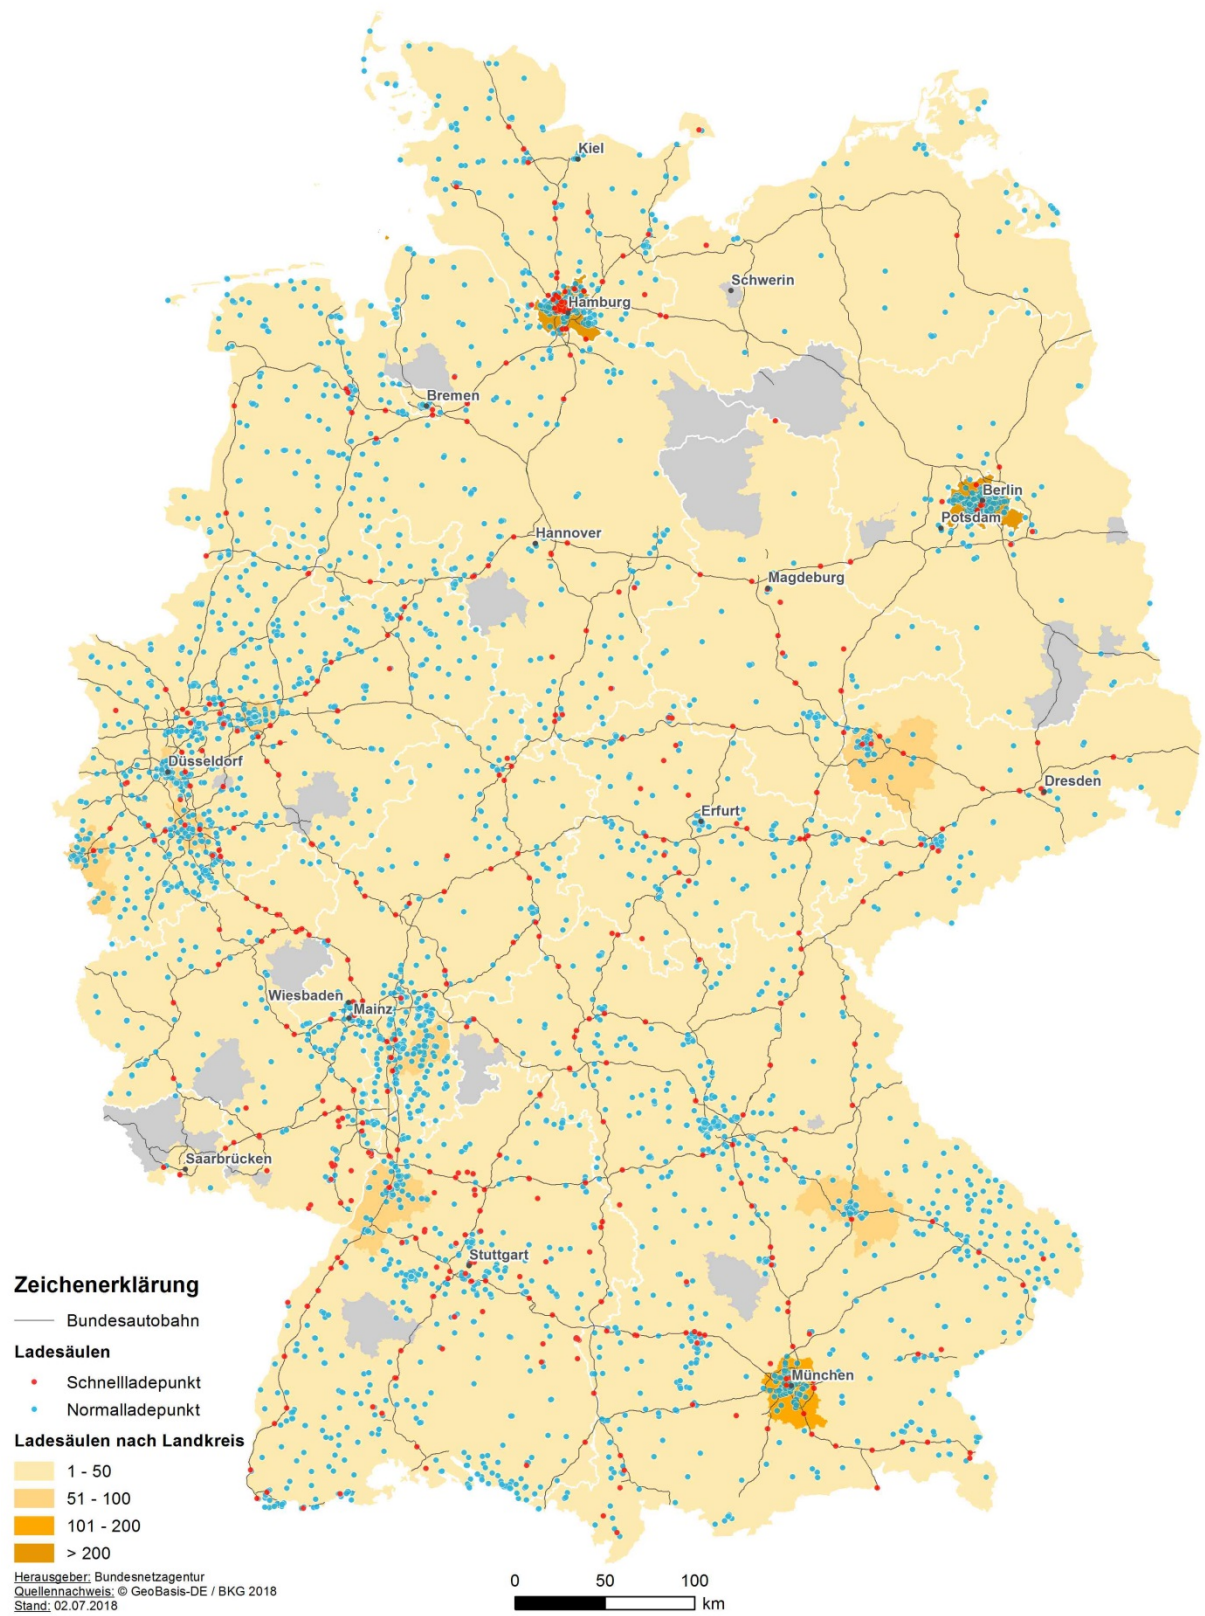 Kiel
Schwerin
Hamburg
Bremen
Berlin
Potsdam
Hannover
Magdeburg
Düsseldorf
Dresden
Erfurt
Wiesbaden
Mainz
Saarbrücken
Stuttgart
München
Zeichenerklärung
Bundesautobahn
Ladesäulen
Schnellladepunkt
Normalladepunkt
Ladesäulen nach Landkreis
1 - 50
51 - 100
101 - 200
> 200
Herausgeber: Bundesnetzagentur
Quellennachweis: © GeoBasis-DE / BKG 2018
Stand: 02.07.2018
0 50 100
km